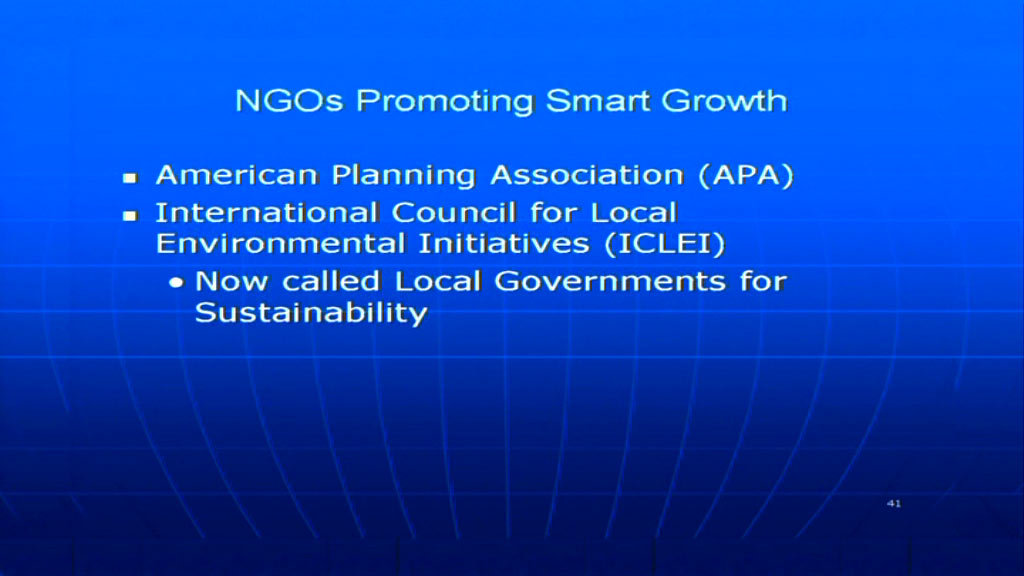 NGOs Promoting Smart Growth
American Planning Association (APA)
International Council for Local
Environmental Initiatives (ICLEI)
Now called Local Governments for
Sustainability
41